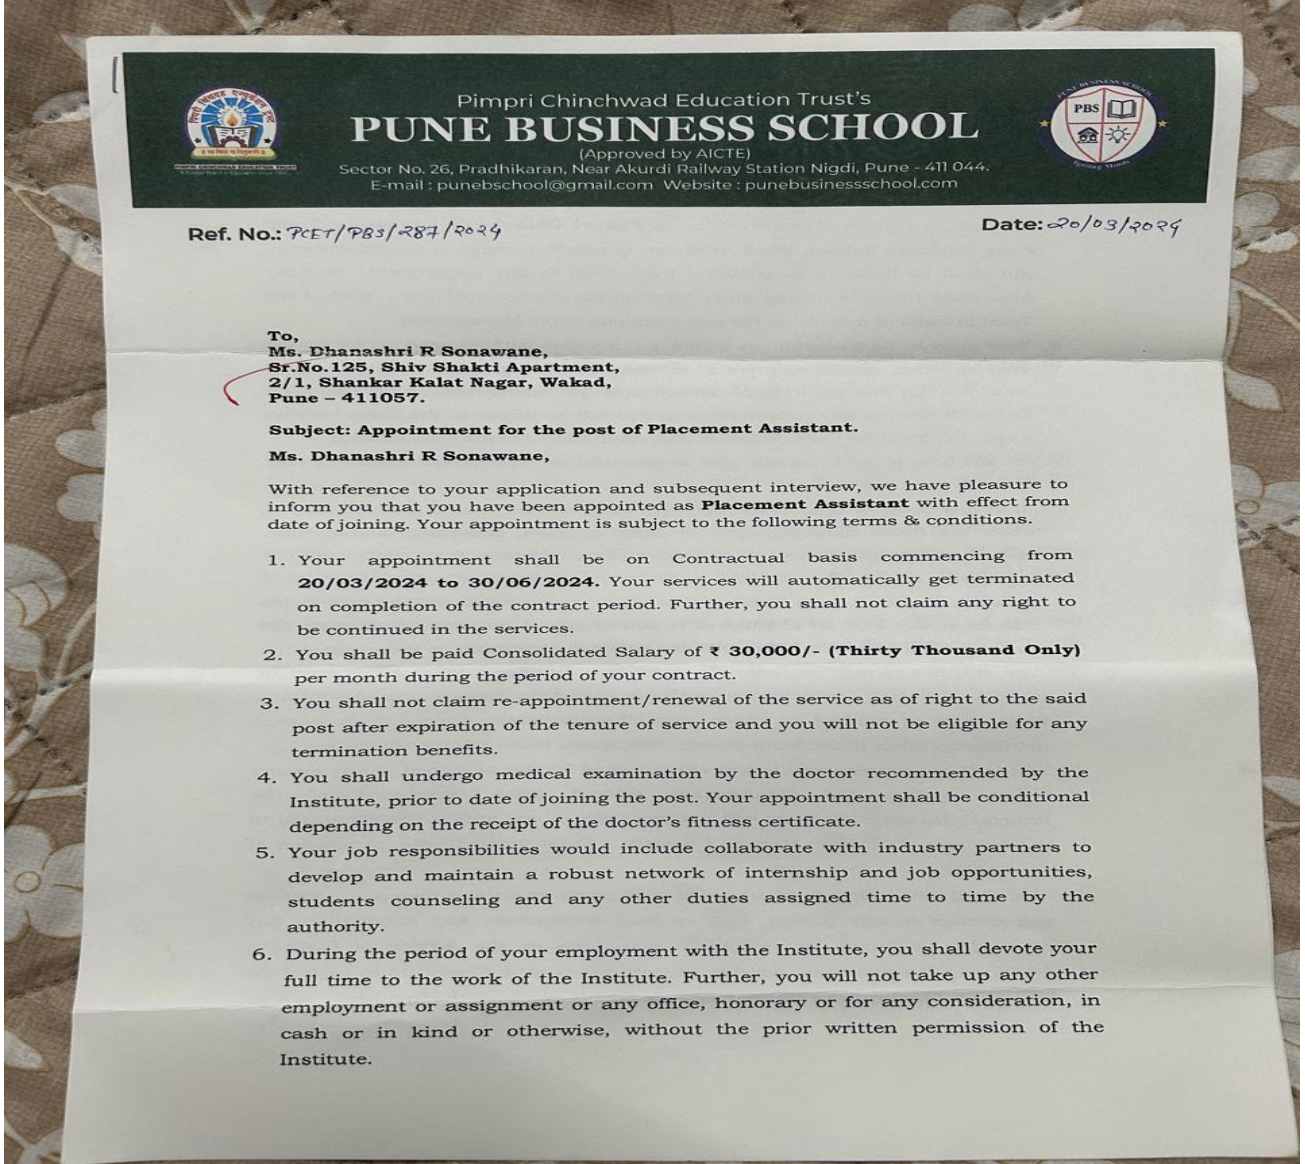 Pimpri Chinchwad Education Trust's
PUNE BUSINESS SCHOOL
(Approved by AICTE)
Sector No. 26, Pradhikaran, Near Akurdi Railway Station Nigdi, Pune - 411 044.
E-mail : punebschool@gmail.com Website : punebusinessschool.com
PBS
Ref. No.: PCET/PBS/287/2024
Date: 20/03/2024
To,
Ms. Dhanashri R Sonawane,
Sr.No.125, Shiv Shakti Apartment,
2/1, Shankar Kalat Nagar, Wakad,
Pune – 411057.
Subject: Appointment for the post of Placement Assistant.
Ms. Dhanashri R Sonawane,
With reference to your application and subsequent interview, we have pleasure to
inform you that you have been appointed as Placement Assistant with effect from
date of joining. Your appointment is subject to the following terms & conditions.
1. Your appointment shall be on Contractual basis commencing from
20/03/2024 to 30/06/2024. Your services will automatically get terminated
on completion of the contract period. Further, you shall not claim any right to
be continued in the services.
2. You shall be paid Consolidated Salary of ₹ 30,000/- (Thirty Thousand Only)
per month during the period of your contract.
3. You shall not claim re-appointment/renewal of the service as of right to the said
post after expiration of the tenure of service and you will not be eligible for any
termination benefits.
4. You shall undergo medical examination by the doctor recommended by the
Institute, prior to date of joining the post. Your appointment shall be conditional
depending on the receipt of the doctor's fitness certificate.
5. Your job responsibilities would include collaborate with industry partners to
develop and maintain a robust network of internship and job opportunities,
students counseling and any other duties assigned time to time by the
authority.
6. During the period of your employment with the Institute, you shall devote your
full time to the work of the Institute. Further, you will not take up any other
employment or assignment or any office, honorary or for any consideration, in
cash or in kind or otherwise, without the prior written permission of the
Institute.